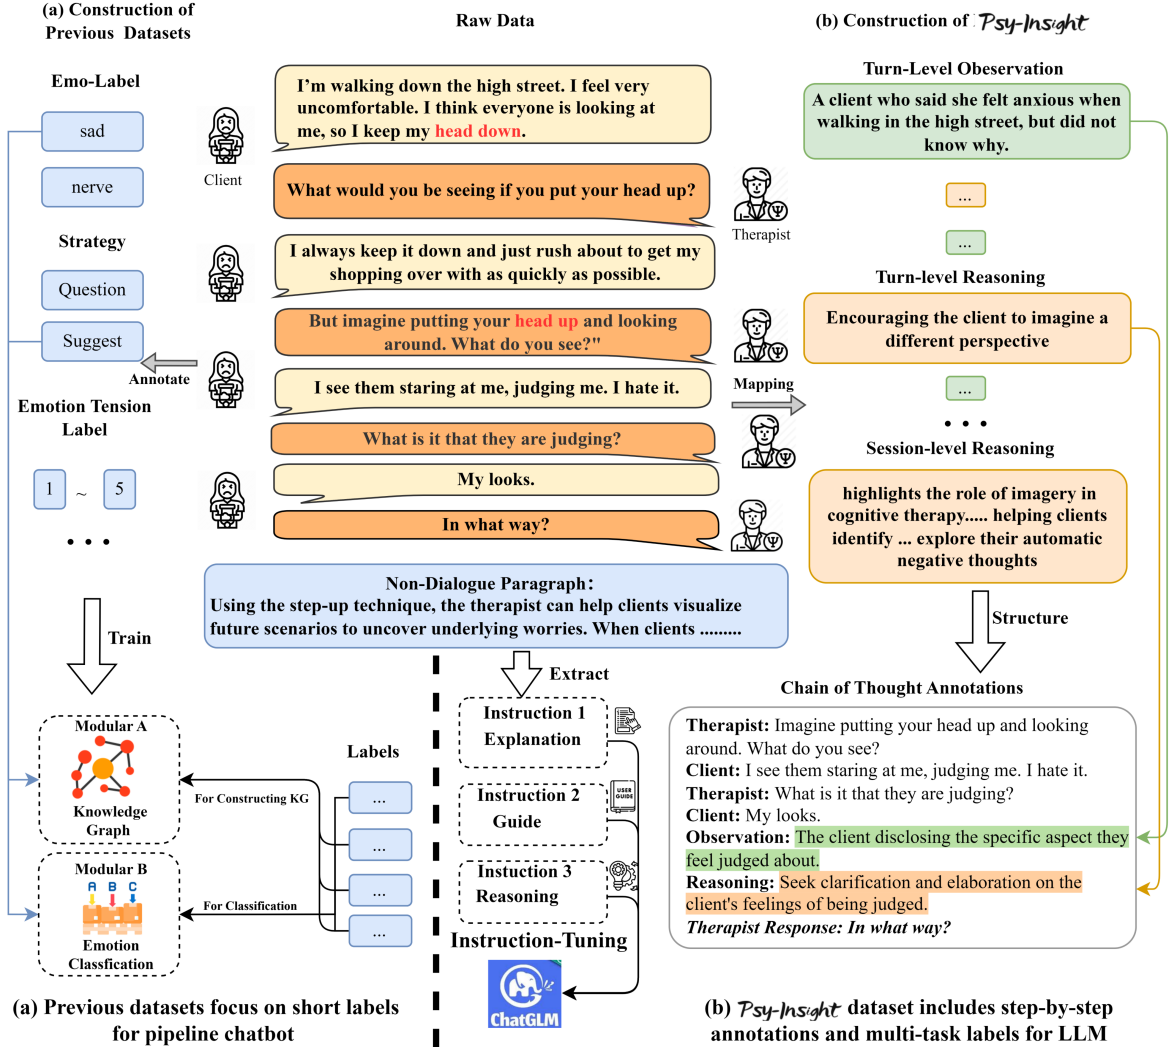 (a) Construction of
Previous Datasets
Raw Data
(b) Construction of Psy-Insight
Emo-Label
sad
nerve
Strategy
Question
Suggest
Annotate
Emotion Tension
Label
1 ~ 5
• • •
Train
I'm walking down the high street. I feel very
uncomfortable. I think everyone is looking at
me, so I keep my head down.
Client
What would you be seeing if you put your head up?
Therapist
I always keep it down and just rush about to get my
shopping over with as quickly as possible.
But imagine putting your head up and looking
around. What do you see?"
I see them staring at me, judging me. I hate it.
Mapping
What is it that they are judging?
My looks.
In what way?
Non-Dialogue Paragraph:
Using the step-up technique, the therapist can help clients visualize
future scenarios to uncover underlying worries. When clients .........
Turn-Level Obeservation
A client who said she felt anxious when
walking in the high street, but did not
know why.
...
...
Turn-level Reasoning
Encouraging the client to imagine a
different perspective
...
• • •
Session-level Reasoning
highlights the role of imagery in
cognitive therapy..... helping clients
identify ... explore their automatic
negative thoughts
Structure
Modular A
Knowledge
Graph
Modular B
A B C
Emotion
Classfication
For Constructing KG
For Classification
Labels
...
...
...
...
Extract
Instruction 1
Explanation
Instruction 2
Guide
USER
GUIDE
Instuction 3
Reasoning
Instruction-Tuning
ChatGLM
Chain of Thought Annotations
Therapist: Imagine putting your head up and looking
around. What do you see?
Client: I see them staring at me, judging me. I hate it.
Therapist: What is it that they are judging?
Client: My looks.
Observation: The client disclosing the specific aspect they
feel judged about.
Reasoning: Seek clarification and elaboration on the
client's feelings of being judged.
Therapist Response: In what way?
(a) Previous datasets focus on short labels
for pipeline chatbot
(b) Psy-Insight dataset includes step-by-step
annotations and multi-task labels for LLM